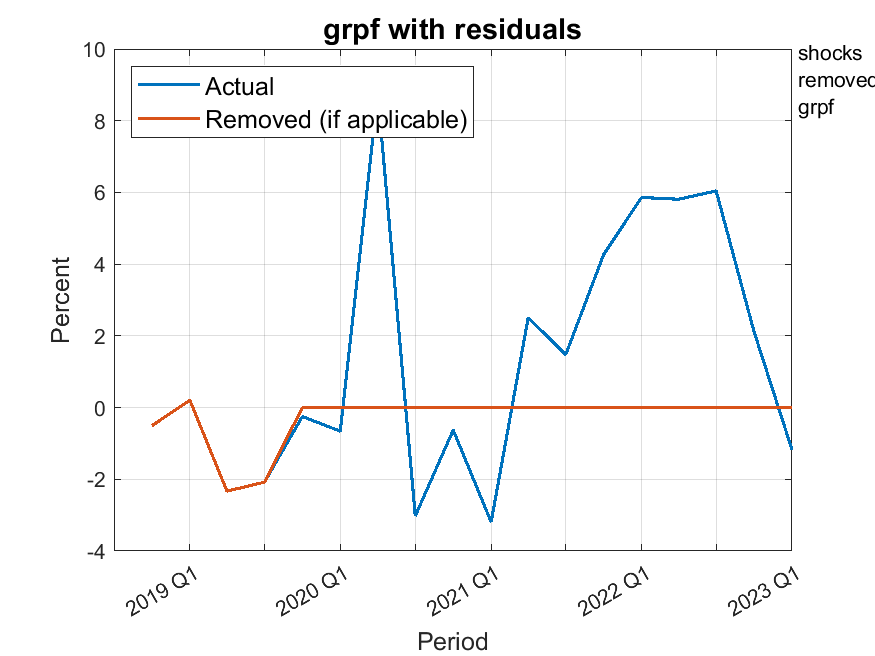 grpf with residuals
shocks
removed
grpf
Actual
Removed (if applicable)
10
8
6
4
2
0
-2
-4
Percent
2019 Q1
2020 Q1
2021 Q1
2022 Q1
2023 Q1
Period